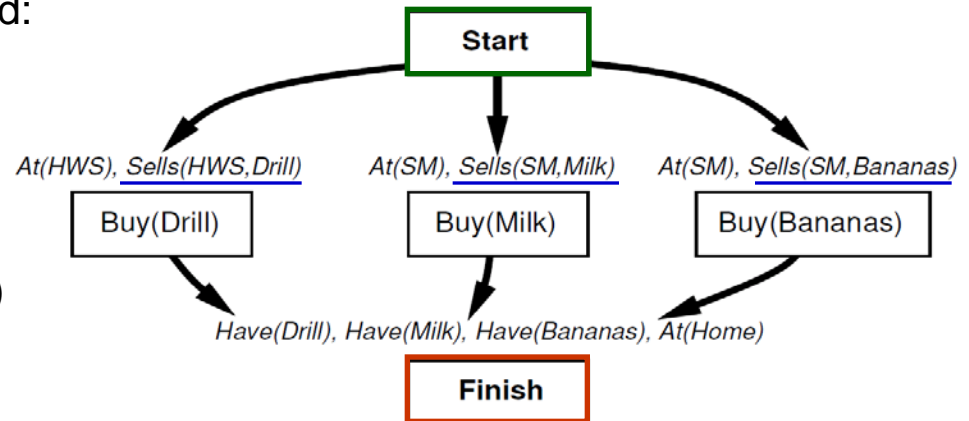 d:
Start
At(HWS), Sells(HWS,Drill) At(SM), Sells(SM,Milk) At(SM), Sells(SM,Bananas)
Buy(Drill) Buy(Milk) Buy(Bananas)
)
Have(Drill), Have(Milk), Have(Bananas), At(Home)
Finish